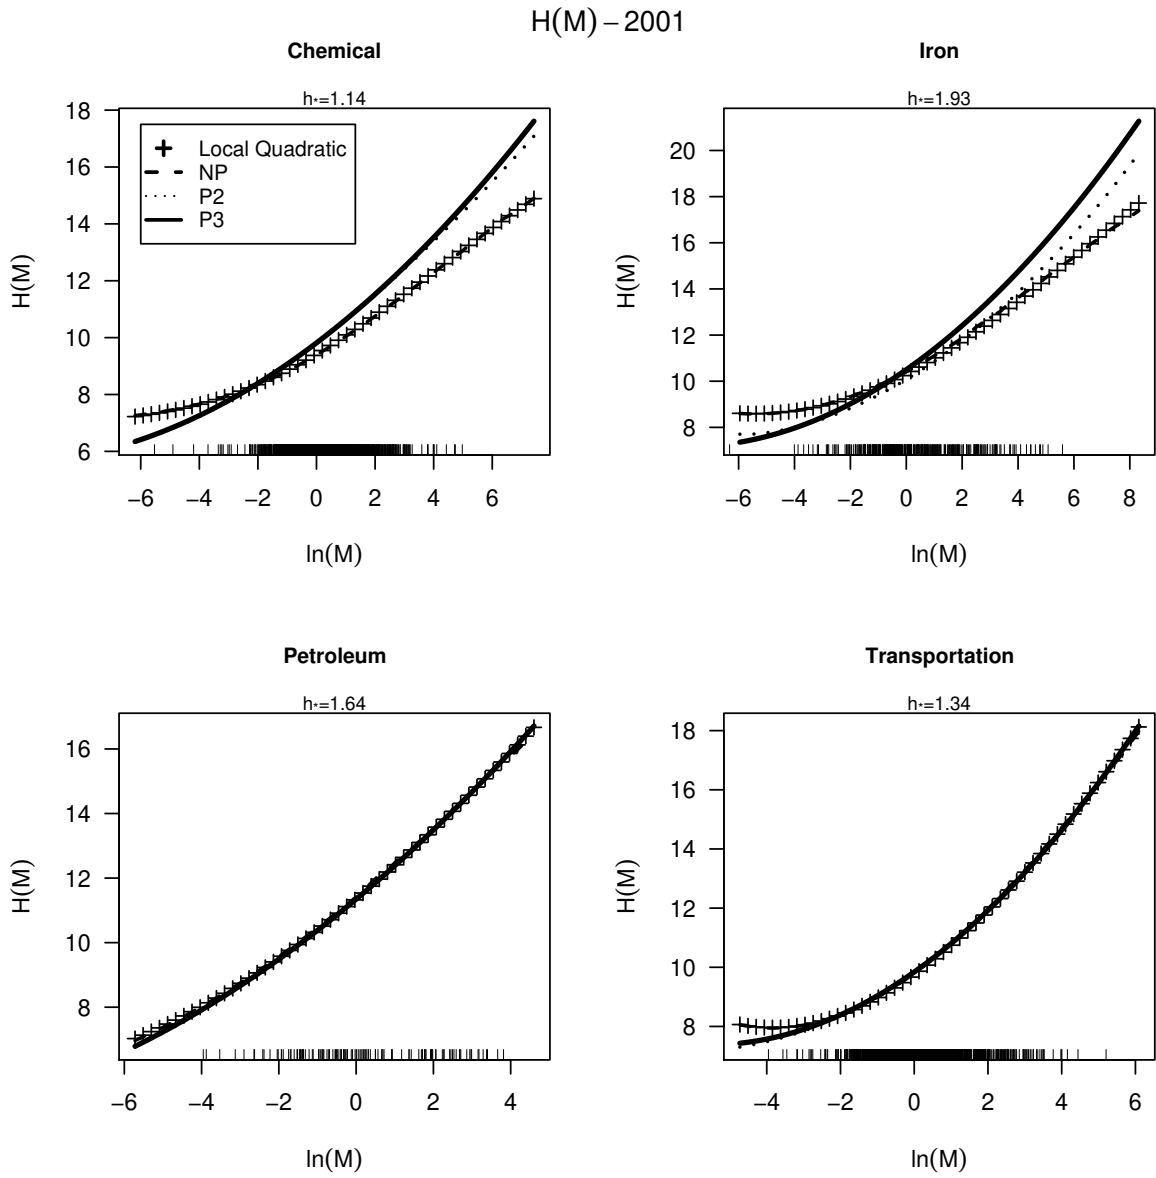 H(M) – 2001
Chemical
h*=1.14
18
16
14
12
10
8
6
H(M)
Local Quadratic
NP
P2
P3
−6 −4 −2 0 2 4 6
ln(M)
Iron
h*=1.93
20
18
16
14
12
10
8
H(M)
−6 −4 −2 0 2 4 6 8
ln(M)
Petroleum
h*=1.64
16
14
12
10
8
H(M)
−6 −4 −2 0 2 4
ln(M)
Transportation
h*=1.34
18
16
14
12
10
8
H(M)
−4 −2 0 2 4 6
ln(M)